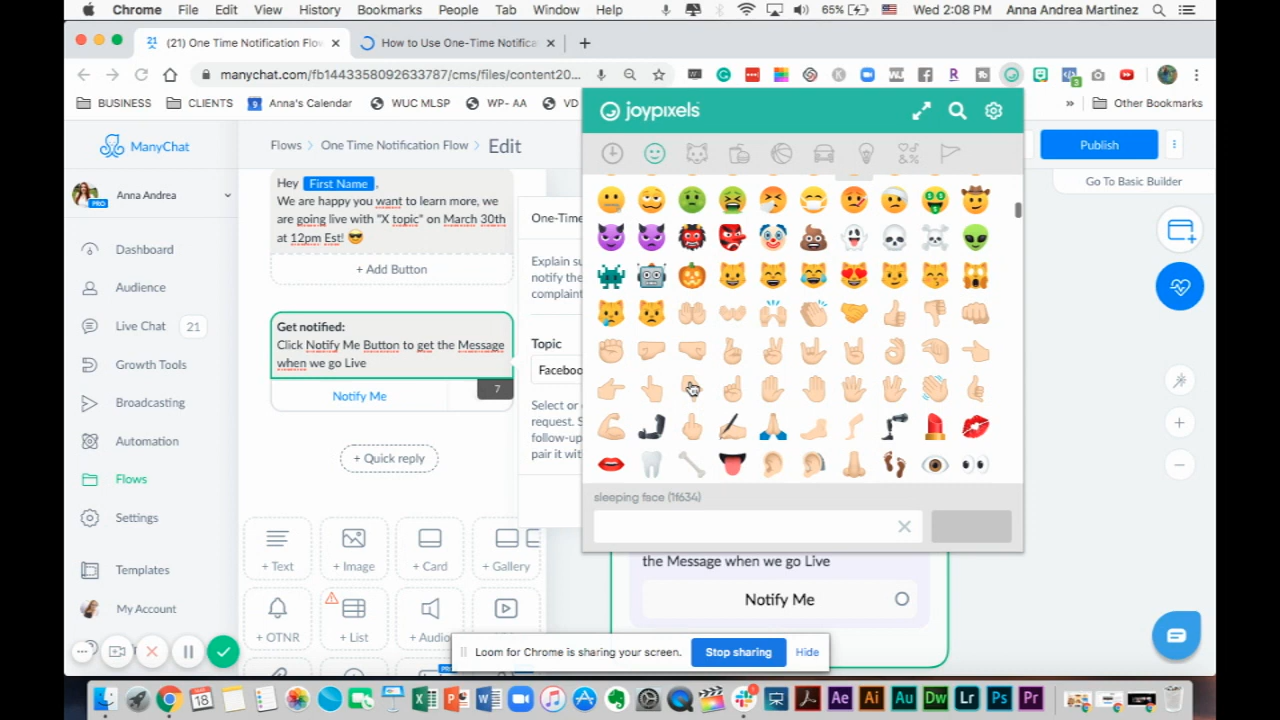 Chrome File Edit View History Bookmarks People Tab Window Help 65% Wed 2:08 PM Anna Andrea Martinez
21 (21) One Time Notification Flow × How to Use One-Time Notifica × +
manychat.com/fb1443358092633787/cms/files/content20...
BUSINESS CLIENTS 9 Anna's Calendar WUC MLSP WP- AA VD » Other Bookmarks
joypixels
ManyChat
Flows > One Time Notification Flow > Edit
Publish
Go To Basic Builder
Anna Andrea
PRO
Dashboard
Audience
Live Chat 21
Growth Tools
Broadcasting
Automation
Flows
Settings
Templates
My Account
Hey First Name ,
We are happy you want to learn more, we
are going live with "X topic" on March 30th
at 12pm Est!
+ Add Button
Get notified:
Click Notify Me Button to get the Message
when we go Live
7
Notify Me
+ Quick reply
+ Text + Image + Card + Gallery
+ OTNR + List + Audio
One-Time
Explain su
notify the
complaint
Topic
Faceboo
Select or
request. S
follow-up
pair it with
sleeping face (1f634)
the Message when we go Live
Notify Me
Loom for Chrome is sharing your screen. Stop sharing Hide